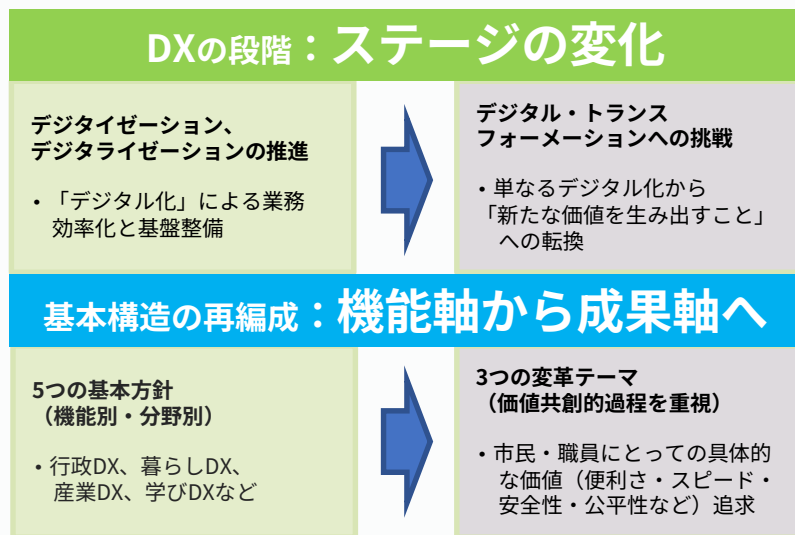 DXの段階：ステージの変化
デジタイゼーション、
デジタライゼーションの推進
・「デジタル化」による業務
効率化と基盤整備
デジタル・トランス
フォーメーションへの挑戦
・単なるデジタル化から
「新たな価値を生み出すこと」
への転換
基本構造の再編成：機能軸から成果軸へ
5つの基本方針
（機能別・分野別）
・行政DX、暮らしDX、
産業DX、学びDXなど
3つの変革テーマ
（価値共創的過程を重視）
・市民・職員にとっての具体的
な価値（便利さ・スピード・
安全性・公平性など）追求